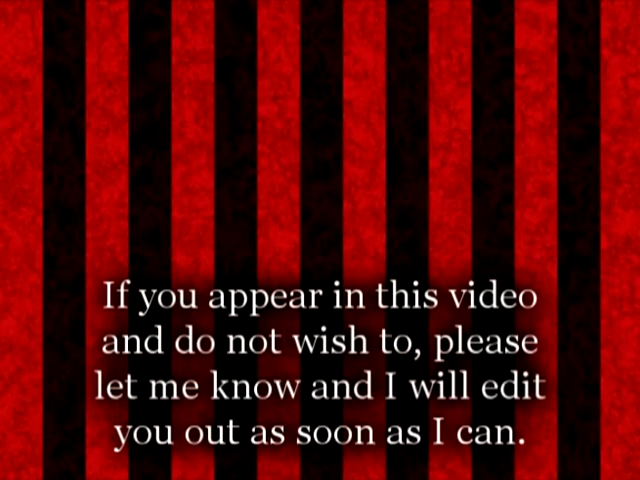 If you appear in this video
and do not wish to, please
let me know and I will edit
you out as soon as I can.